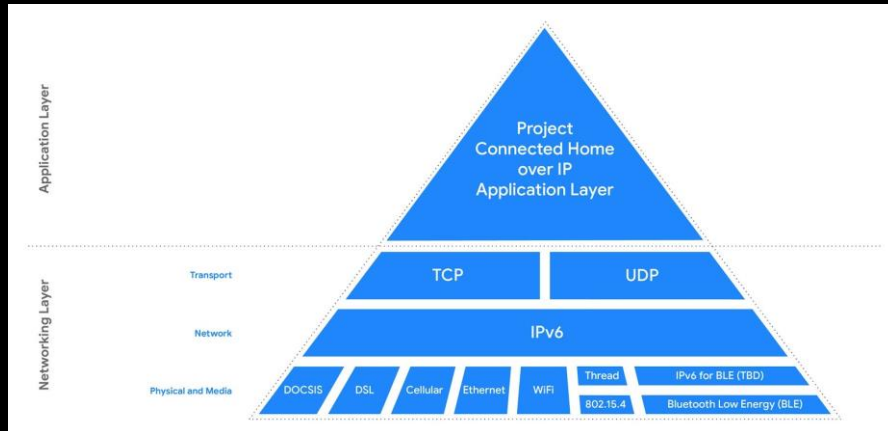 Application Layer
Project
Connected Home
over IP
Application Layer
Networking Layer
Transport
TCP
UDP
Network
IPv6
Physical and Media
DOCSIS
DSL
Cellular
Ethernet
WiFi
Thread
IPv6 for BLE (TBD)
802.15.4
Bluetooth Low Energy (BLE)